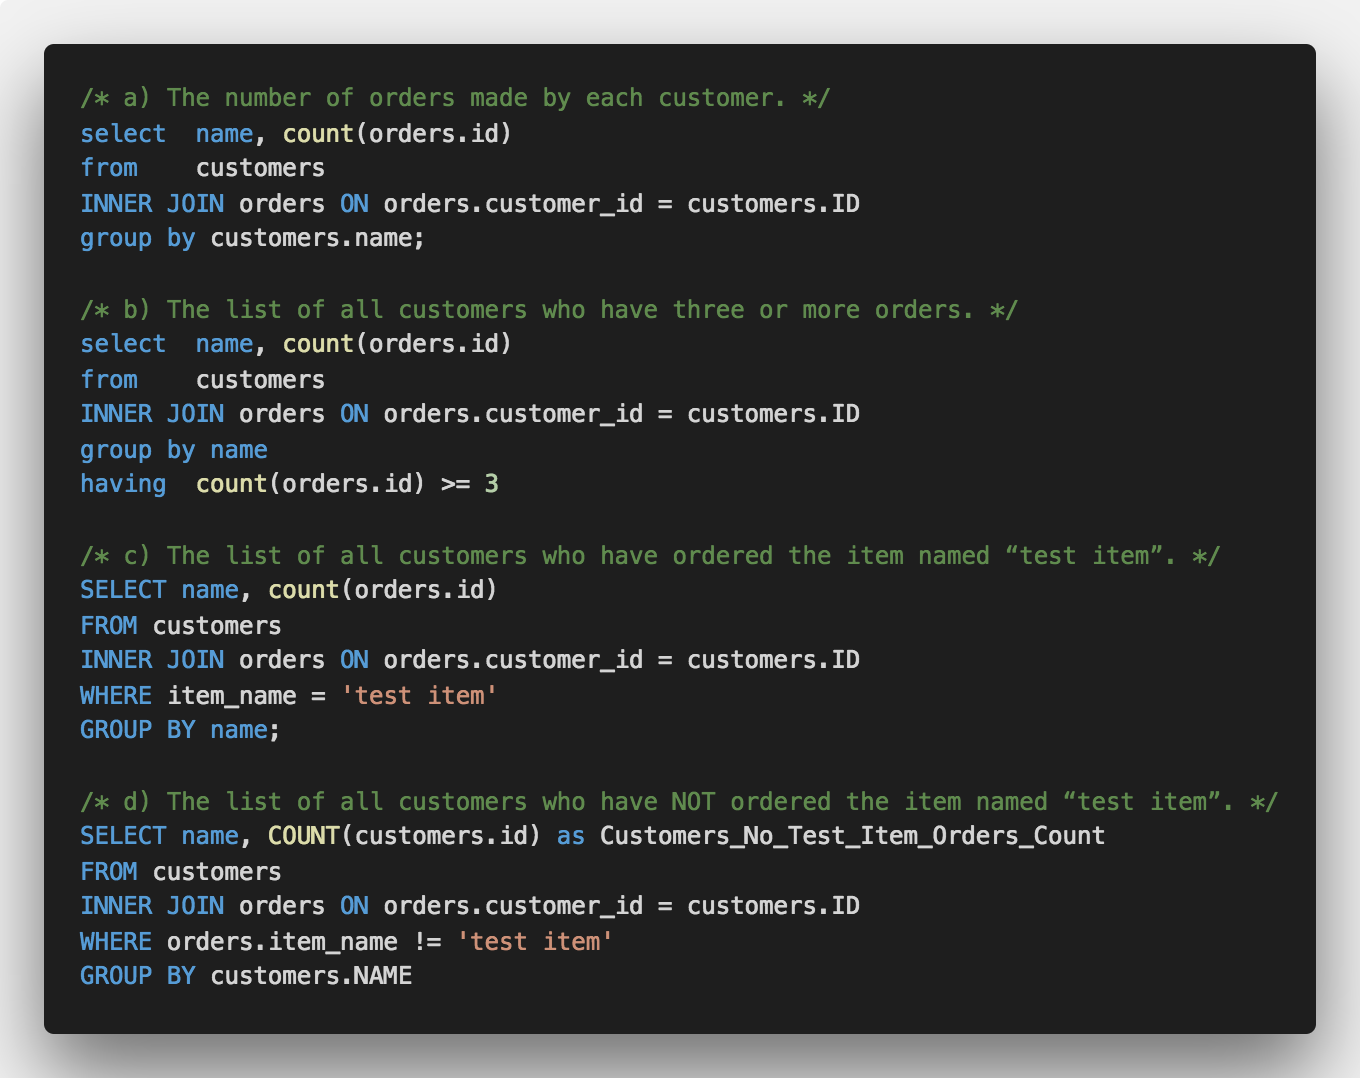 /* a) The number of orders made by each customer. */
select  name, count(orders.id)
from    customers
INNER JOIN orders ON orders.customer_id = customers.ID
group by customers.name;

/* b) The list of all customers who have three or more orders. */
select  name, count(orders.id)
from    customers
INNER JOIN orders ON orders.customer_id = customers.ID
group by name
having  count(orders.id) >= 3

/* c) The list of all customers who have ordered the item named “test item”. */
SELECT name, count(orders.id)
FROM customers
INNER JOIN orders ON orders.customer_id = customers.ID
WHERE item_name = 'test item'
GROUP BY name;

/* d) The list of all customers who have NOT ordered the item named “test item”. */
SELECT name, COUNT(customers.id) as Customers_No_Test_Item_Orders_Count
FROM customers
INNER JOIN orders ON orders.customer_id = customers.ID
WHERE orders.item_name != 'test item'
GROUP BY customers.NAME